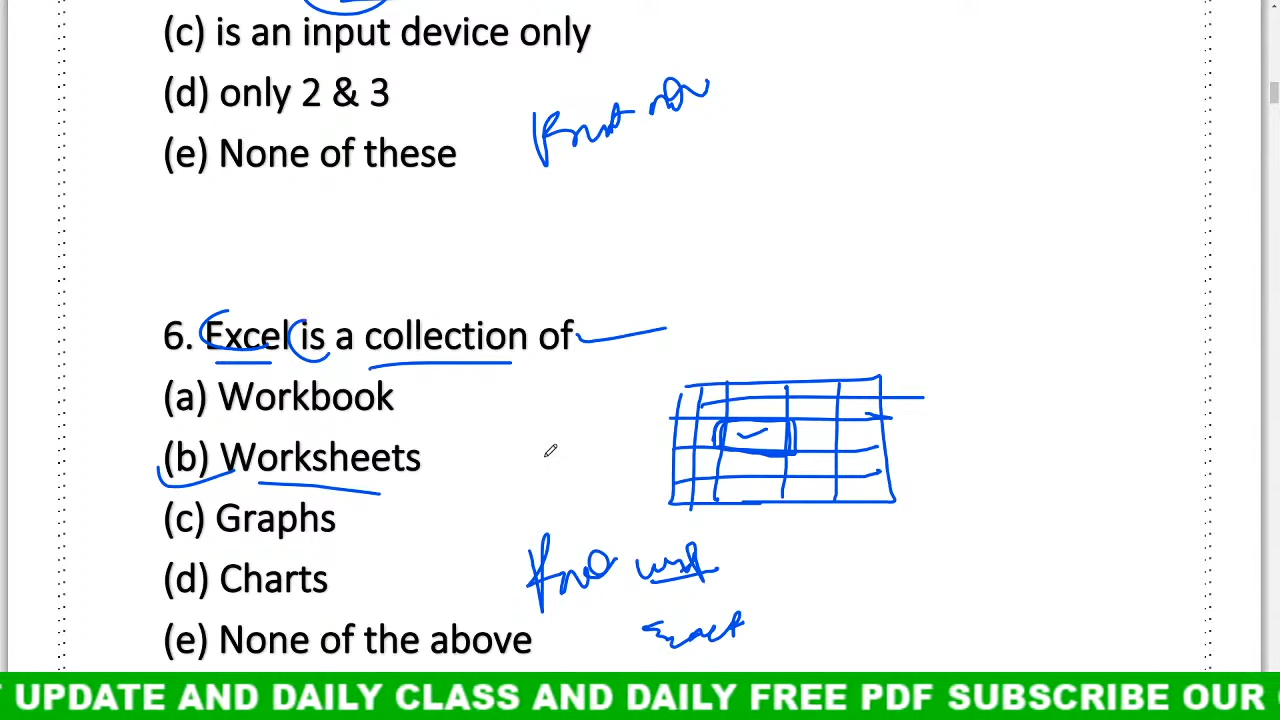 (c) is an input device only
(d) only 2 & 3
(e) None of these
6. Excel is a collection of
(a) Workbook
(b) Worksheets
(c) Graphs
(d) Charts
(e) None of the above
UPDATE AND DAILY CLASS AND DAILY FREE PDF SUBSCRIBE OUR